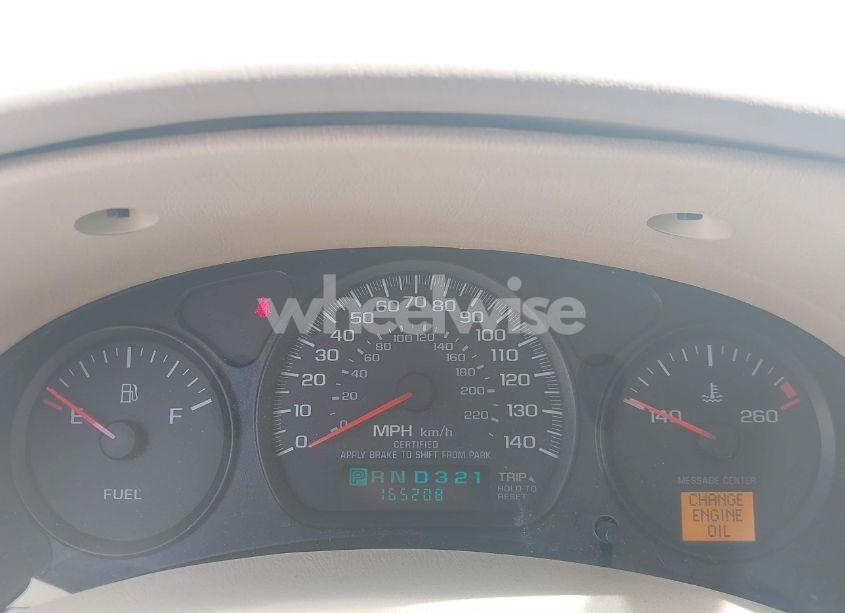 wheelwise
E F
FUEL
0 10 20 30 40 50 60 70 80 90 100 110 120 130 140
0 20 40 60 80 100 120 140 160 180 200 220
MPH km/h
CERTIFIED
APPLY BRAKE TO SHIFT FROM PARK
PRND321
165208
TRIP
HOLD TO
RESET
140 260
MESSAGE CENTER
CHANGE
ENGINE
OIL